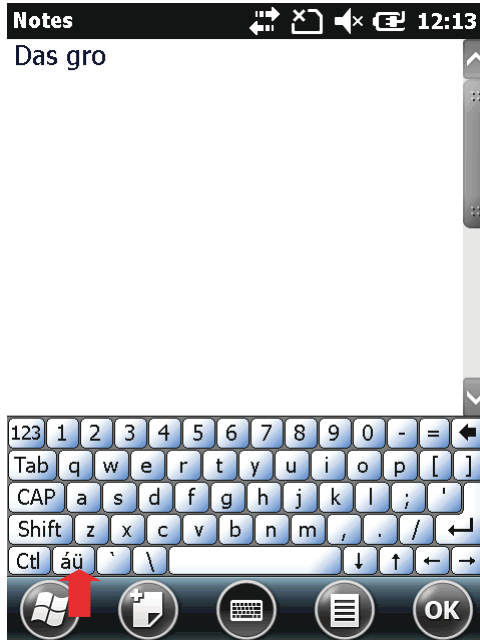 Notes 12:13
Das gro
123 1 2 3 4 5 6 7 8 9 0 - =
Tab q w e r t y u i o p [ ]
CAP a s d f g h j k l ; '
Shift z x c v b n m , . /
Ctl áü ` \ ↓ ↑ ← →
OK